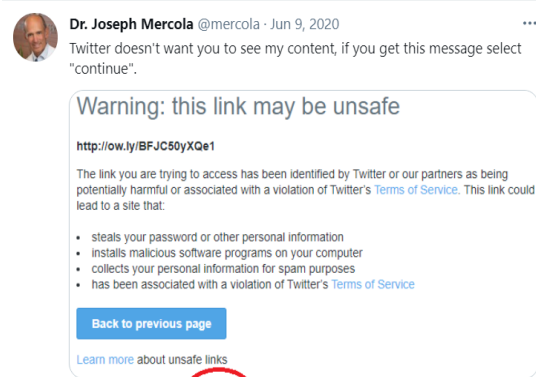 Dr. Joseph Mercola @mercola · Jun 9, 2020
Twitter doesn't want you to see my content, if you get this message select
"continue".
Warning: this link may be unsafe
http://ow.ly/BFJC50yXQe1
The link you are trying to access has been identified by Twitter or our partners as being
potentially harmful or associated with a violation of Twitter's Terms of Service. This link could
lead to a site that:
• steals your password or other personal information
• installs malicious software programs on your computer
• collects your personal information for spam purposes
• has been associated with a violation of Twitter's Terms of Service
Back to previous page
Learn more about unsafe links